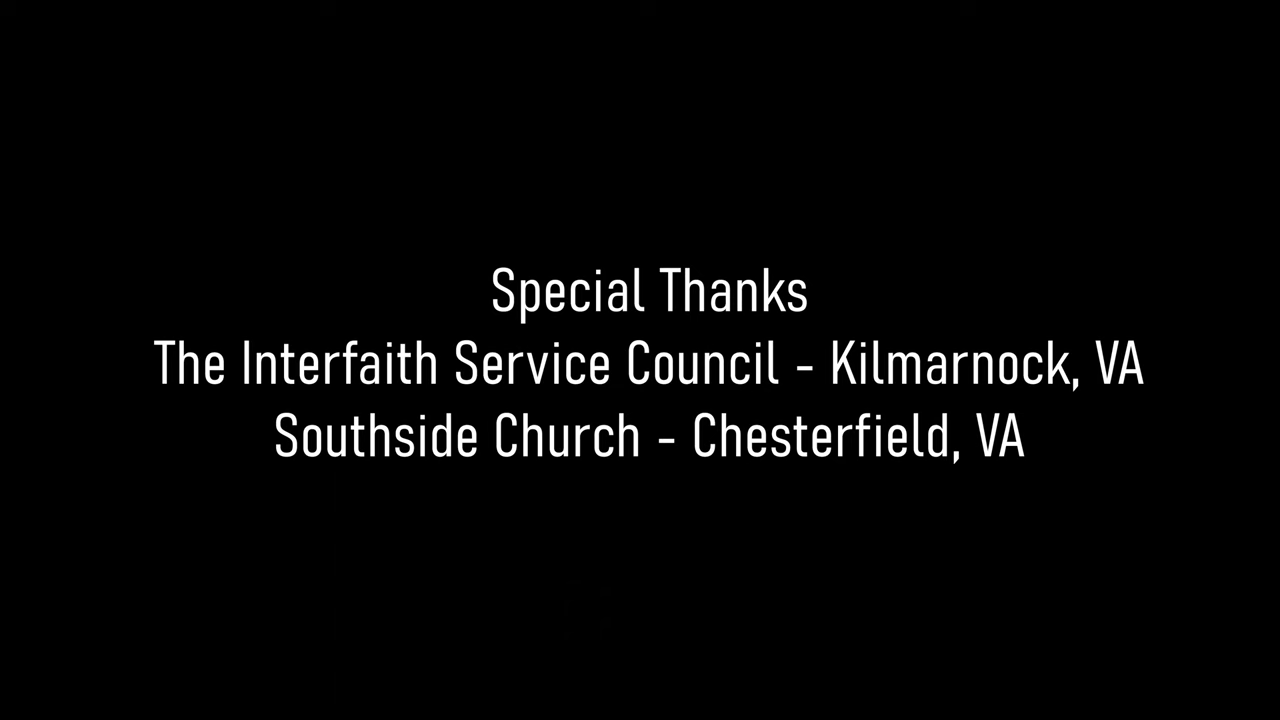 Special Thanks
The Interfaith Service Council - Kilmarnock, VA
Southside Church - Chesterfield, VA